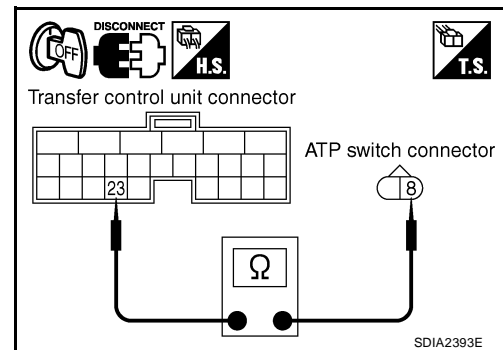 DISCONNECT
OFF
H.S.
T.S.
Transfer control unit connector
ATP switch connector
23
8
Ω
SDIA2393E